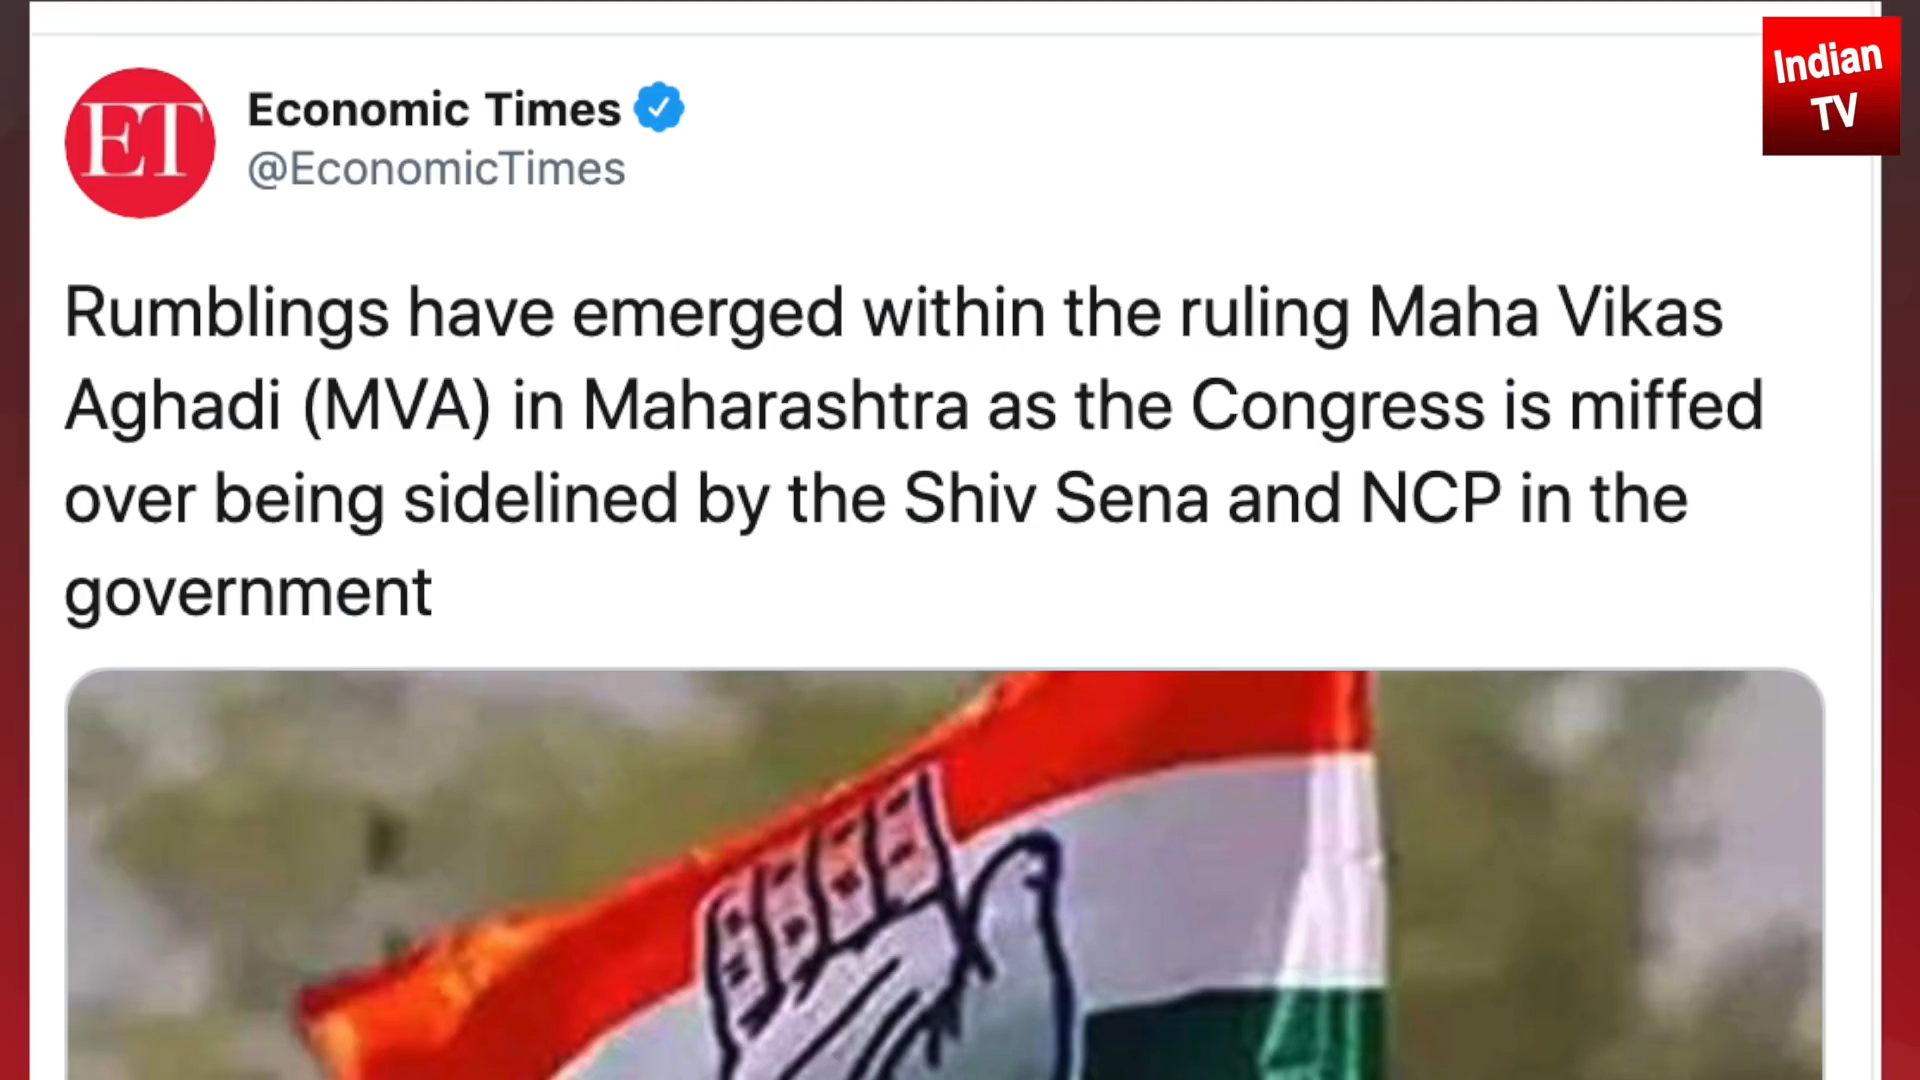 Indian
TV
ET
Economic Times
@EconomicTimes
Rumblings have emerged within the ruling Maha Vikas
Aghadi (MVA) in Maharashtra as the Congress is miffed
over being sidelined by the Shiv Sena and NCP in the
government